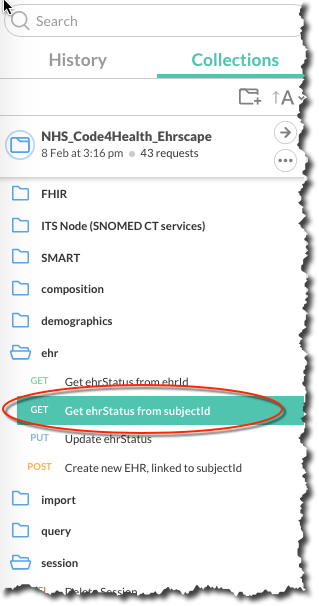 Search
History Collections
↑A
NHS_Code4Health_Ehrscape
8 Feb at 3:16 pm ● 43 requests
FHIR
ITS Node (SNOMED CT services)
SMART
composition
demographics
ehr
GET Get ehrStatus from ehrId
GET Get ehrStatus from subjectId
PUT Update ehrStatus
POST Create new EHR, linked to subjectId
import
query
session
Delete Session